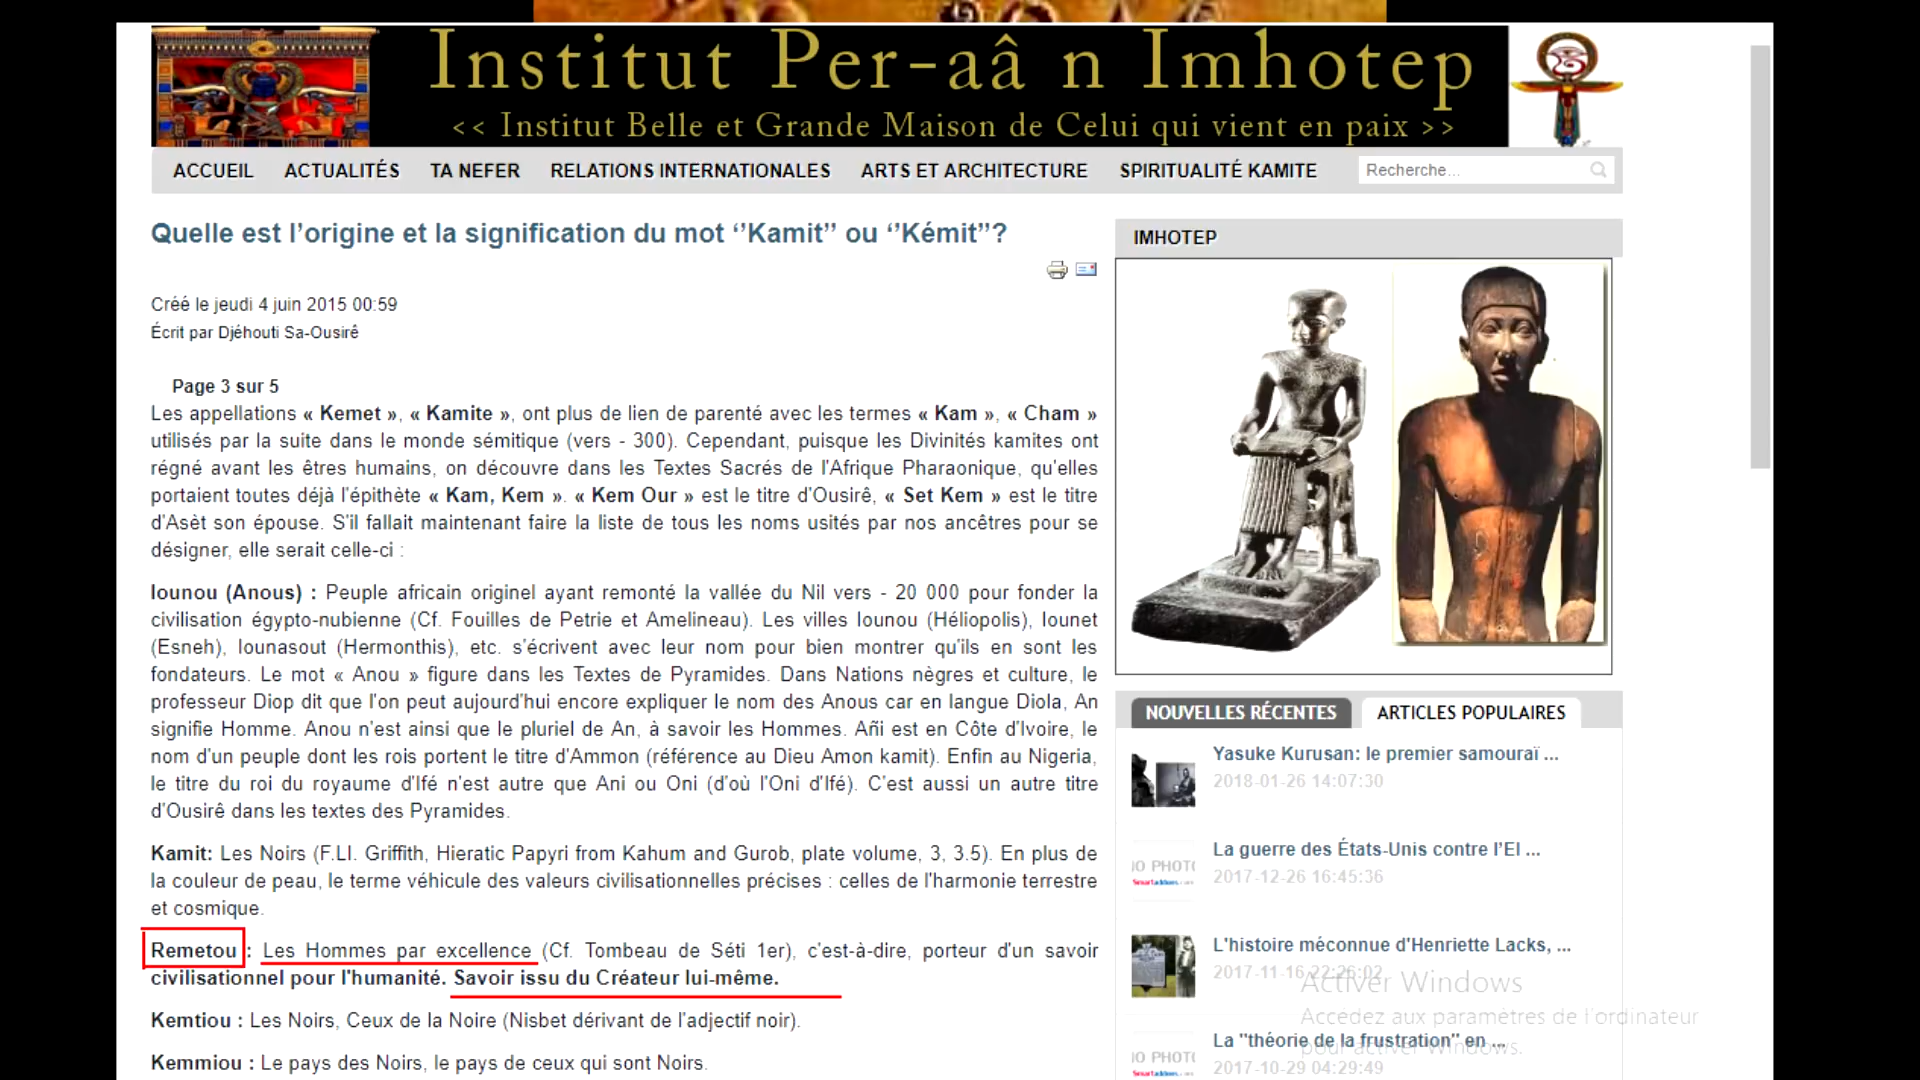 Institut Per-aâ n Imhotep
<< Institut Belle et Grande Maison de Celui qui vient en paix >>
ACCUEIL ACTUALITÉS TA NEFER RELATIONS INTERNATIONALES ARTS ET ARCHITECTURE SPIRITUALITÉ KAMITE Recherche...
Quelle est l’origine et la signification du mot ‘’Kamit’’ ou ‘’Kémit’’?
Créé le jeudi 4 juin 2015 00:59
Écrit par Djéhouti Sa-Ousirê
Page 3 sur 5
Les appellations « Kemet », « Kamite », ont plus de lien de parenté avec les termes « Kam », « Cham »
utilisés par la suite dans le monde sémitique (vers - 300). Cependant, puisque les Divinités kamites ont
régné avant les êtres humains, on découvre dans les Textes Sacrés de l'Afrique Pharaonique, qu'elles
portaient toutes déjà l'épithète « Kam, Kem ». « Kem Our » est le titre d'Ousirê, « Set Kem » est le titre
d'Asèt son épouse. S'il fallait maintenant faire la liste de tous les noms usités par nos ancêtres pour se
désigner, elle serait celle-ci :
Iounou (Anous) : Peuple africain originel ayant remonté la vallée du Nil vers - 20 000 pour fonder la
civilisation égypto-nubienne (Cf. Fouilles de Petrie et Amelineau). Les villes Iounou (Héliopolis), Iounet
(Esneh), Iounasout (Hermonthis), etc. s'écrivent avec leur nom pour bien montrer qu'ils en sont les
fondateurs. Le mot « Anou » figure dans les Textes de Pyramides. Dans Nations nègres et culture, le
professeur Diop dit que l'on peut aujourd'hui encore expliquer le nom des Anous car en langue Diola, An
signifie Homme. Anou n'est ainsi que le pluriel de An, à savoir les Hommes. Añi est en Côte d'Ivoire, le
nom d'un peuple dont les rois portent le titre d'Ammon (référence au Dieu Amon kamit). Enfin au Nigeria,
le titre du roi du royaume d'Ifé n'est autre que Ani ou Oni (d'où l'Oni d'Ifé). C'est aussi un autre titre
d'Ousirê dans les textes des Pyramides.
Kamit: Les Noirs (F.LI. Griffith, Hieratic Papyri from Kahum and Gurob, plate volume, 3, 3.5). En plus de
la couleur de peau, le terme véhicule des valeurs civilisationnelles précises : celles de l'harmonie terrestre
et cosmique.
Remetou : Les Hommes par excellence (Cf. Tombeau de Séti 1er), c'est-à-dire, porteur d'un savoir
civilisationnel pour l'humanité. Savoir issu du Créateur lui-même.
Kemtiou : Les Noirs, Ceux de la Noire (Nisbet dérivant de l'adjectif noir).
Kemmiou : Le pays des Noirs, le pays de ceux qui sont Noirs.
IMHOTEP
NOUVELLES RÉCENTES ARTICLES POPULAIRES
Yasuke Kurusan: le premier samouraï ...
2018-01-26 14:07:30
La guerre des États-Unis contre l’EI ...
IO PHOTO
2017-12-26 16:45:36
L'histoire méconnue d'Henriette Lacks, ...
2017-11-16 22:26:02
Activer Windows
Accédez aux paramètres de l'ordinateur
pour activer Windows.
La "théorie de la frustration" en ...
IO PHOTO
2017-10-29 04:29:49